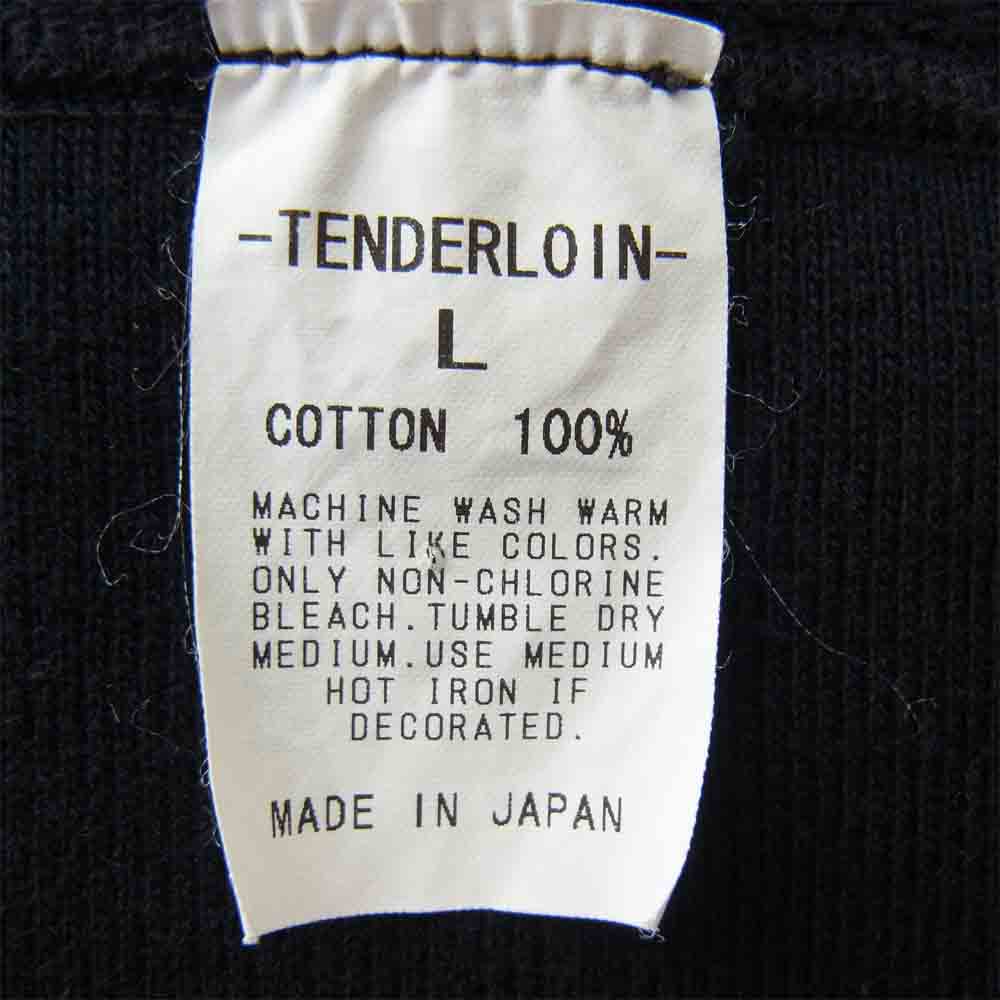 -TENDERLOIN-
L
COTTON 100%
MACHINE WASH WARM
WITH LIKE COLORS.
ONLY NON-CHLORINE
BLEACH.TUMBLE DRY
MEDIUM.USE MEDIUM
HOT IRON IF
DECORATED.
MADE IN JAPAN